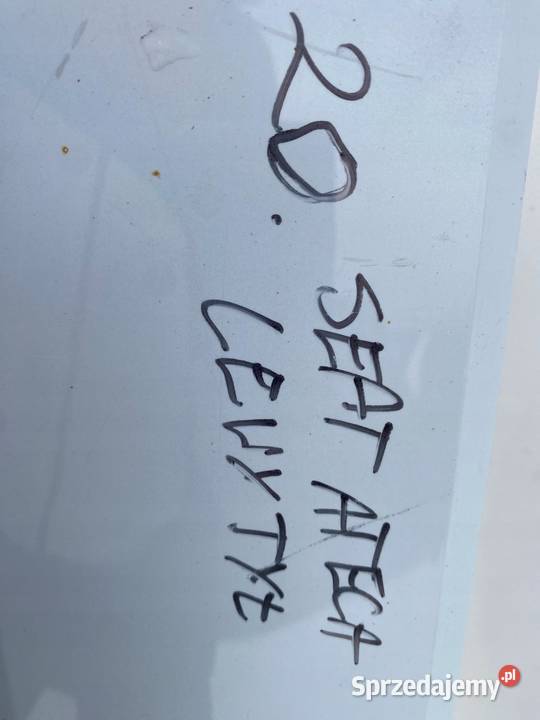 20. SEAT ATECA
LEWY TYŁ
Sprzedajemy.pl